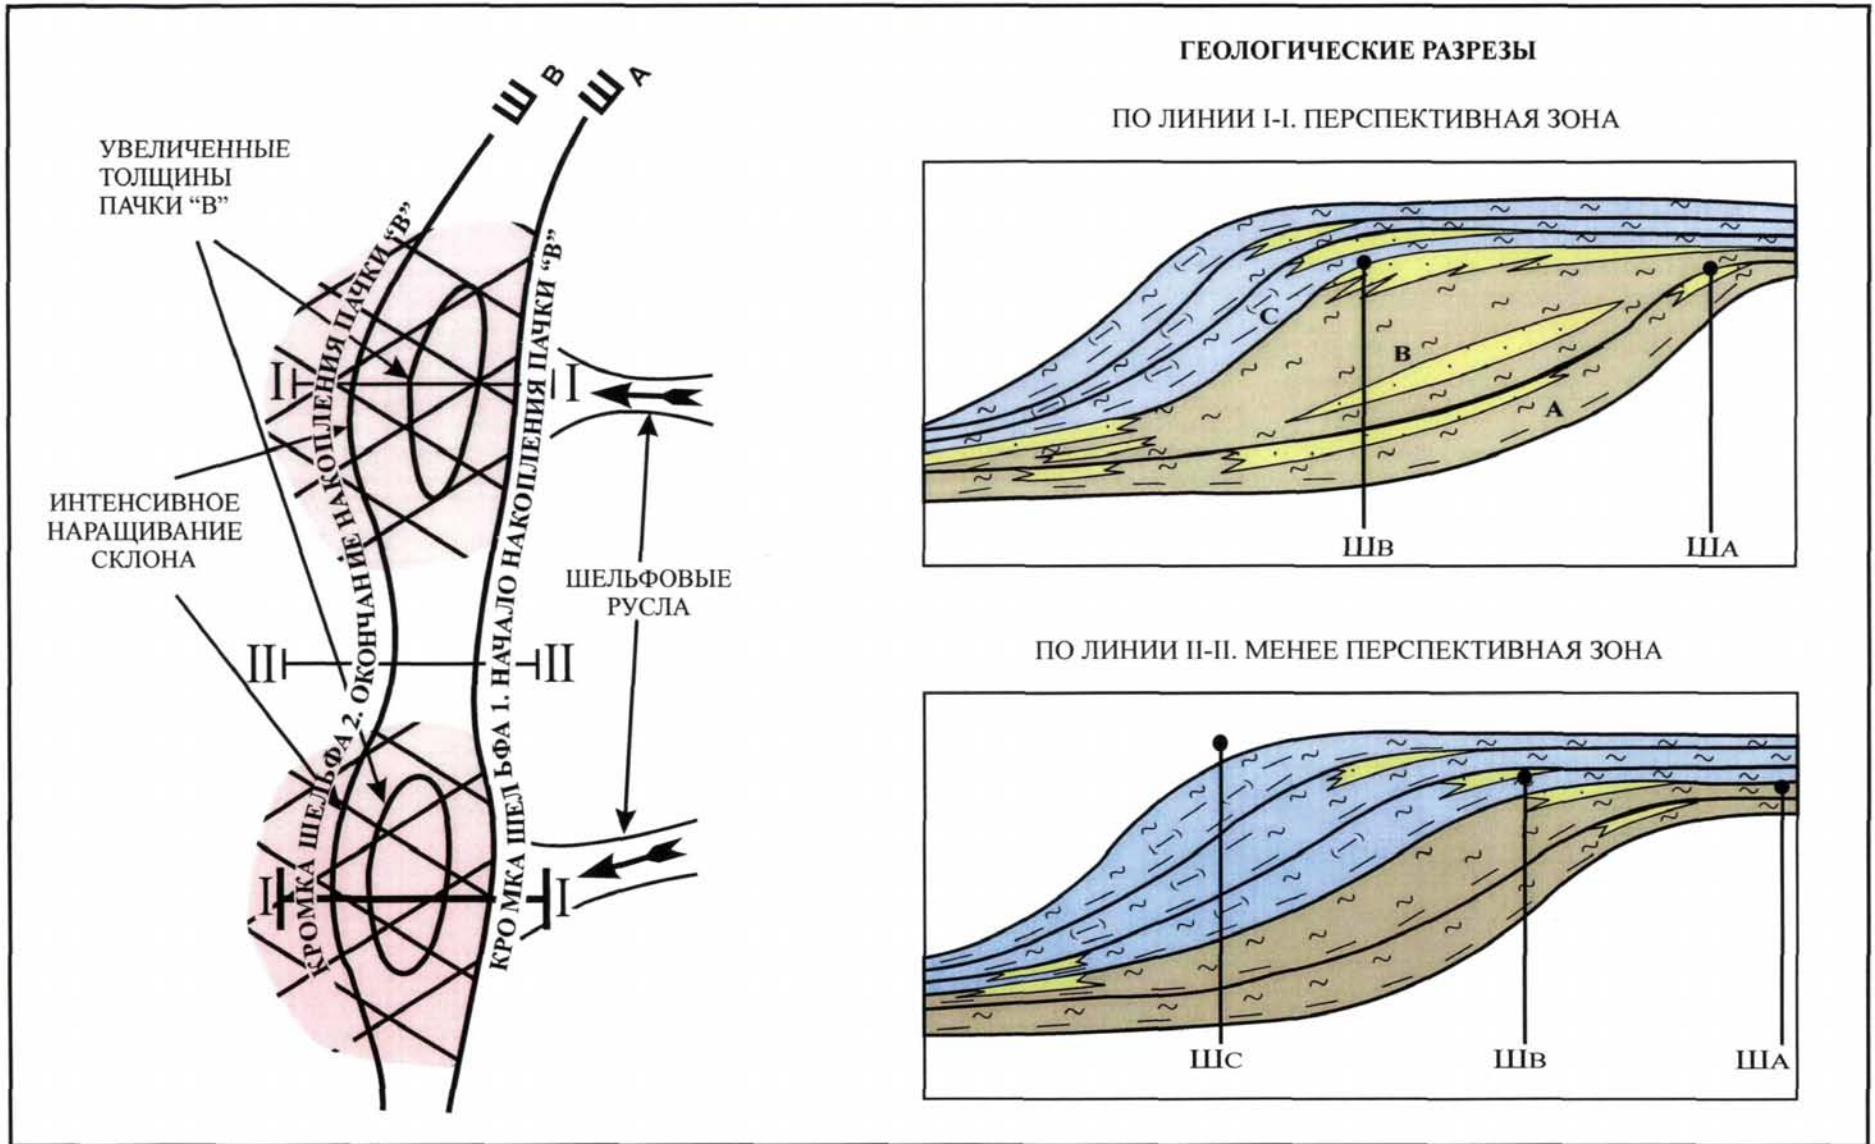 Ш В
Ш А
УВЕЛИЧЕННЫЕ
ТОЛЩИНЫ
ПАЧКИ “В”
ИНТЕНСИВНОЕ
НАРАЩИВАНИЕ
СКЛОНА
КРОМКА ШЕЛЬФА 2. ОКОНЧАНИЕ НАКОПЛЕНИЯ ПАЧКИ “В”
КРОМКА ШЕЛЬФА 1. НАЧАЛО НАКОПЛЕНИЯ ПАЧКИ “В”
I
I
ШЕЛЬФОВЫЕ
РУСЛА
II
II
I
I
ГЕОЛОГИЧЕСКИЕ РАЗРЕЗЫ
ПО ЛИНИИ I-I. ПЕРСПЕКТИВНАЯ ЗОНА
С
В
А
ШВ
ША
ПО ЛИНИИ II-II. МЕНЕЕ ПЕРСПЕКТИВНАЯ ЗОНА
ШС
ШВ
ША